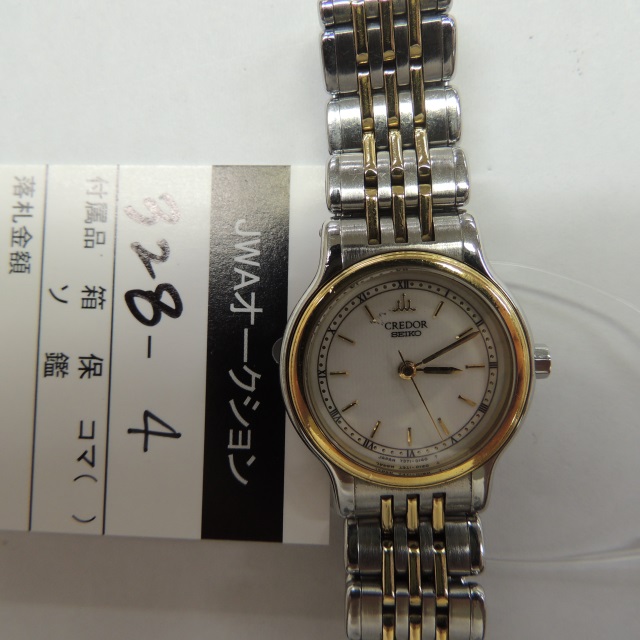 JWAオークション
328-4
付属品 箱 保 コマ( )
ソ 鑑
落札金額
CREDOR
SEIKO
XII